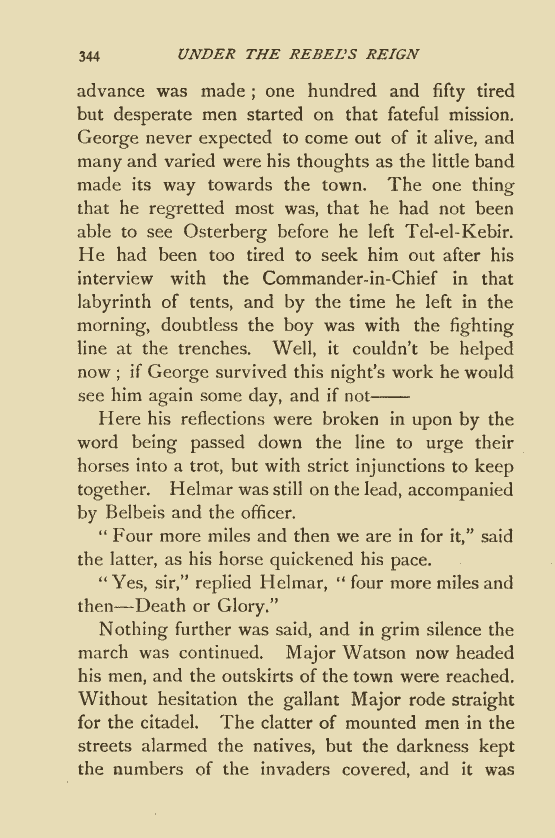 344 UNDER THE REBEL'S REIGN
advance was made ; one hundred and fifty tired
but desperate men started on that fateful mission.
George never expected to come out of it alive, and
many and varied were his thoughts as the little band
made its way towards the town. The one thing
that he regretted most was, that he had not been
able to see Osterberg before he left Tel-el-Kebir.
He had been too tired to seek him out after his
interview with the Commander-in-Chief in that
labyrinth of tents, and by the time he left in the
morning, doubtless the boy was with the fighting
line at the trenches. Well, it couldn't be helped
now ; if George survived this night's work he would
see him again some day, and if not——
Here his reflections were broken in upon by the
word being passed down the line to urge their
horses into a trot, but with strict injunctions to keep
together. Helmar was still on the lead, accompanied
by Belbeis and the officer.
" Four more miles and then we are in for it," said
the latter, as his horse quickened his pace.
" Yes, sir," replied Helmar, " four more miles and
then—Death or Glory."
Nothing further was said, and in grim silence the
march was continued. Major Watson now headed
his men, and the outskirts of the town were reached.
Without hesitation the gallant Major rode straight
for the citadel. The clatter of mounted men in the
streets alarmed the natives, but the darkness kept
the numbers of the invaders covered, and it was